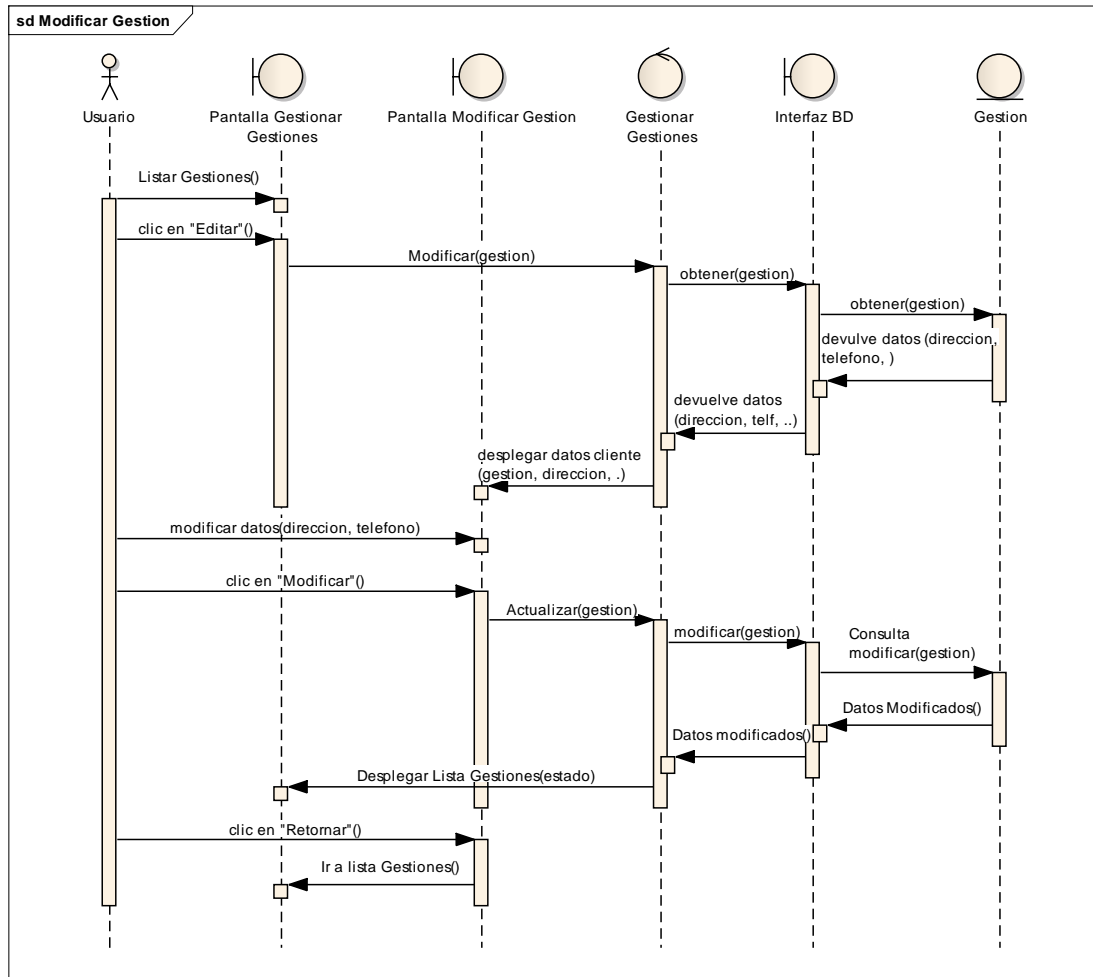 sd Modificar Gestion
Usuario
Pantalla Gestionar
Gestiones
Pantalla Modificar Gestion
Gestionar
Gestiones
Interfaz BD
Gestion
Listar Gestiones()
clic en "Editar"()
Modificar(gestion)
obtener(gestion)
obtener(gestion)
devulve datos (direccion,
telefono, )
devuelve datos
(direccion, telf, ..)
desplegar datos cliente
(gestion, direccion, .)
modificar datos(direccion, telefono)
clic en "Modificar"()
Actualizar(gestion)
modificar(gestion)
Consulta
modificar(gestion)
Datos Modificados()
Datos modificados()
Desplegar Lista Gestiones(estado)
clic en "Retornar"()
Ir a lista Gestiones()